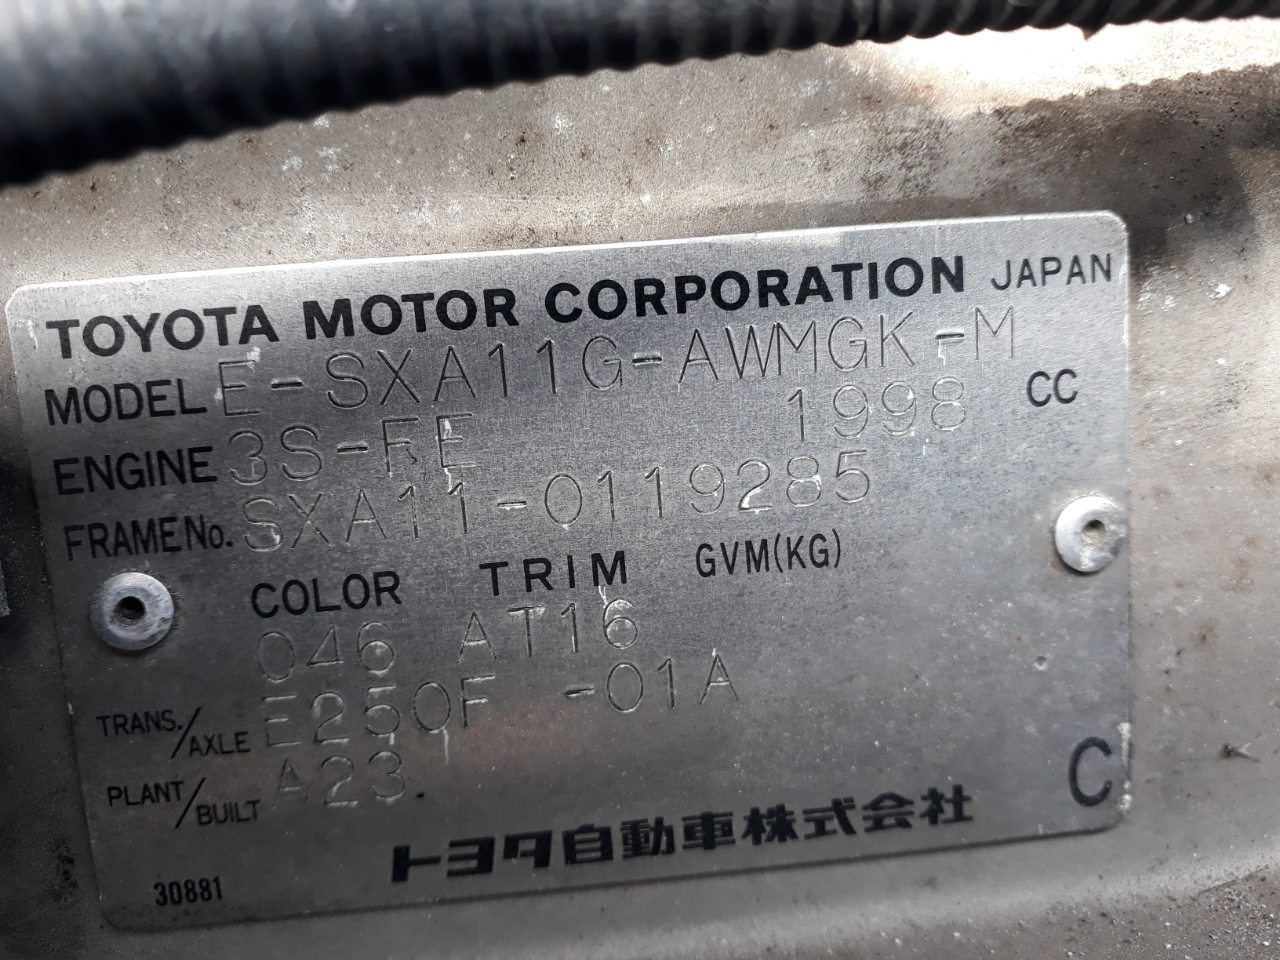 TOYOTA MOTOR CORPORATION JAPAN
MODEL E-SXA11G-AWMGK-M
ENGINE 3S-FE 1998 CC
FRAME No. SXA11-0119285
COLOR TRIM GVM(KG)
046 AT16
TRANS./AXLE E250F -01A
PLANT/BUILT A23
C
トヨタ自動車株式会社
30881